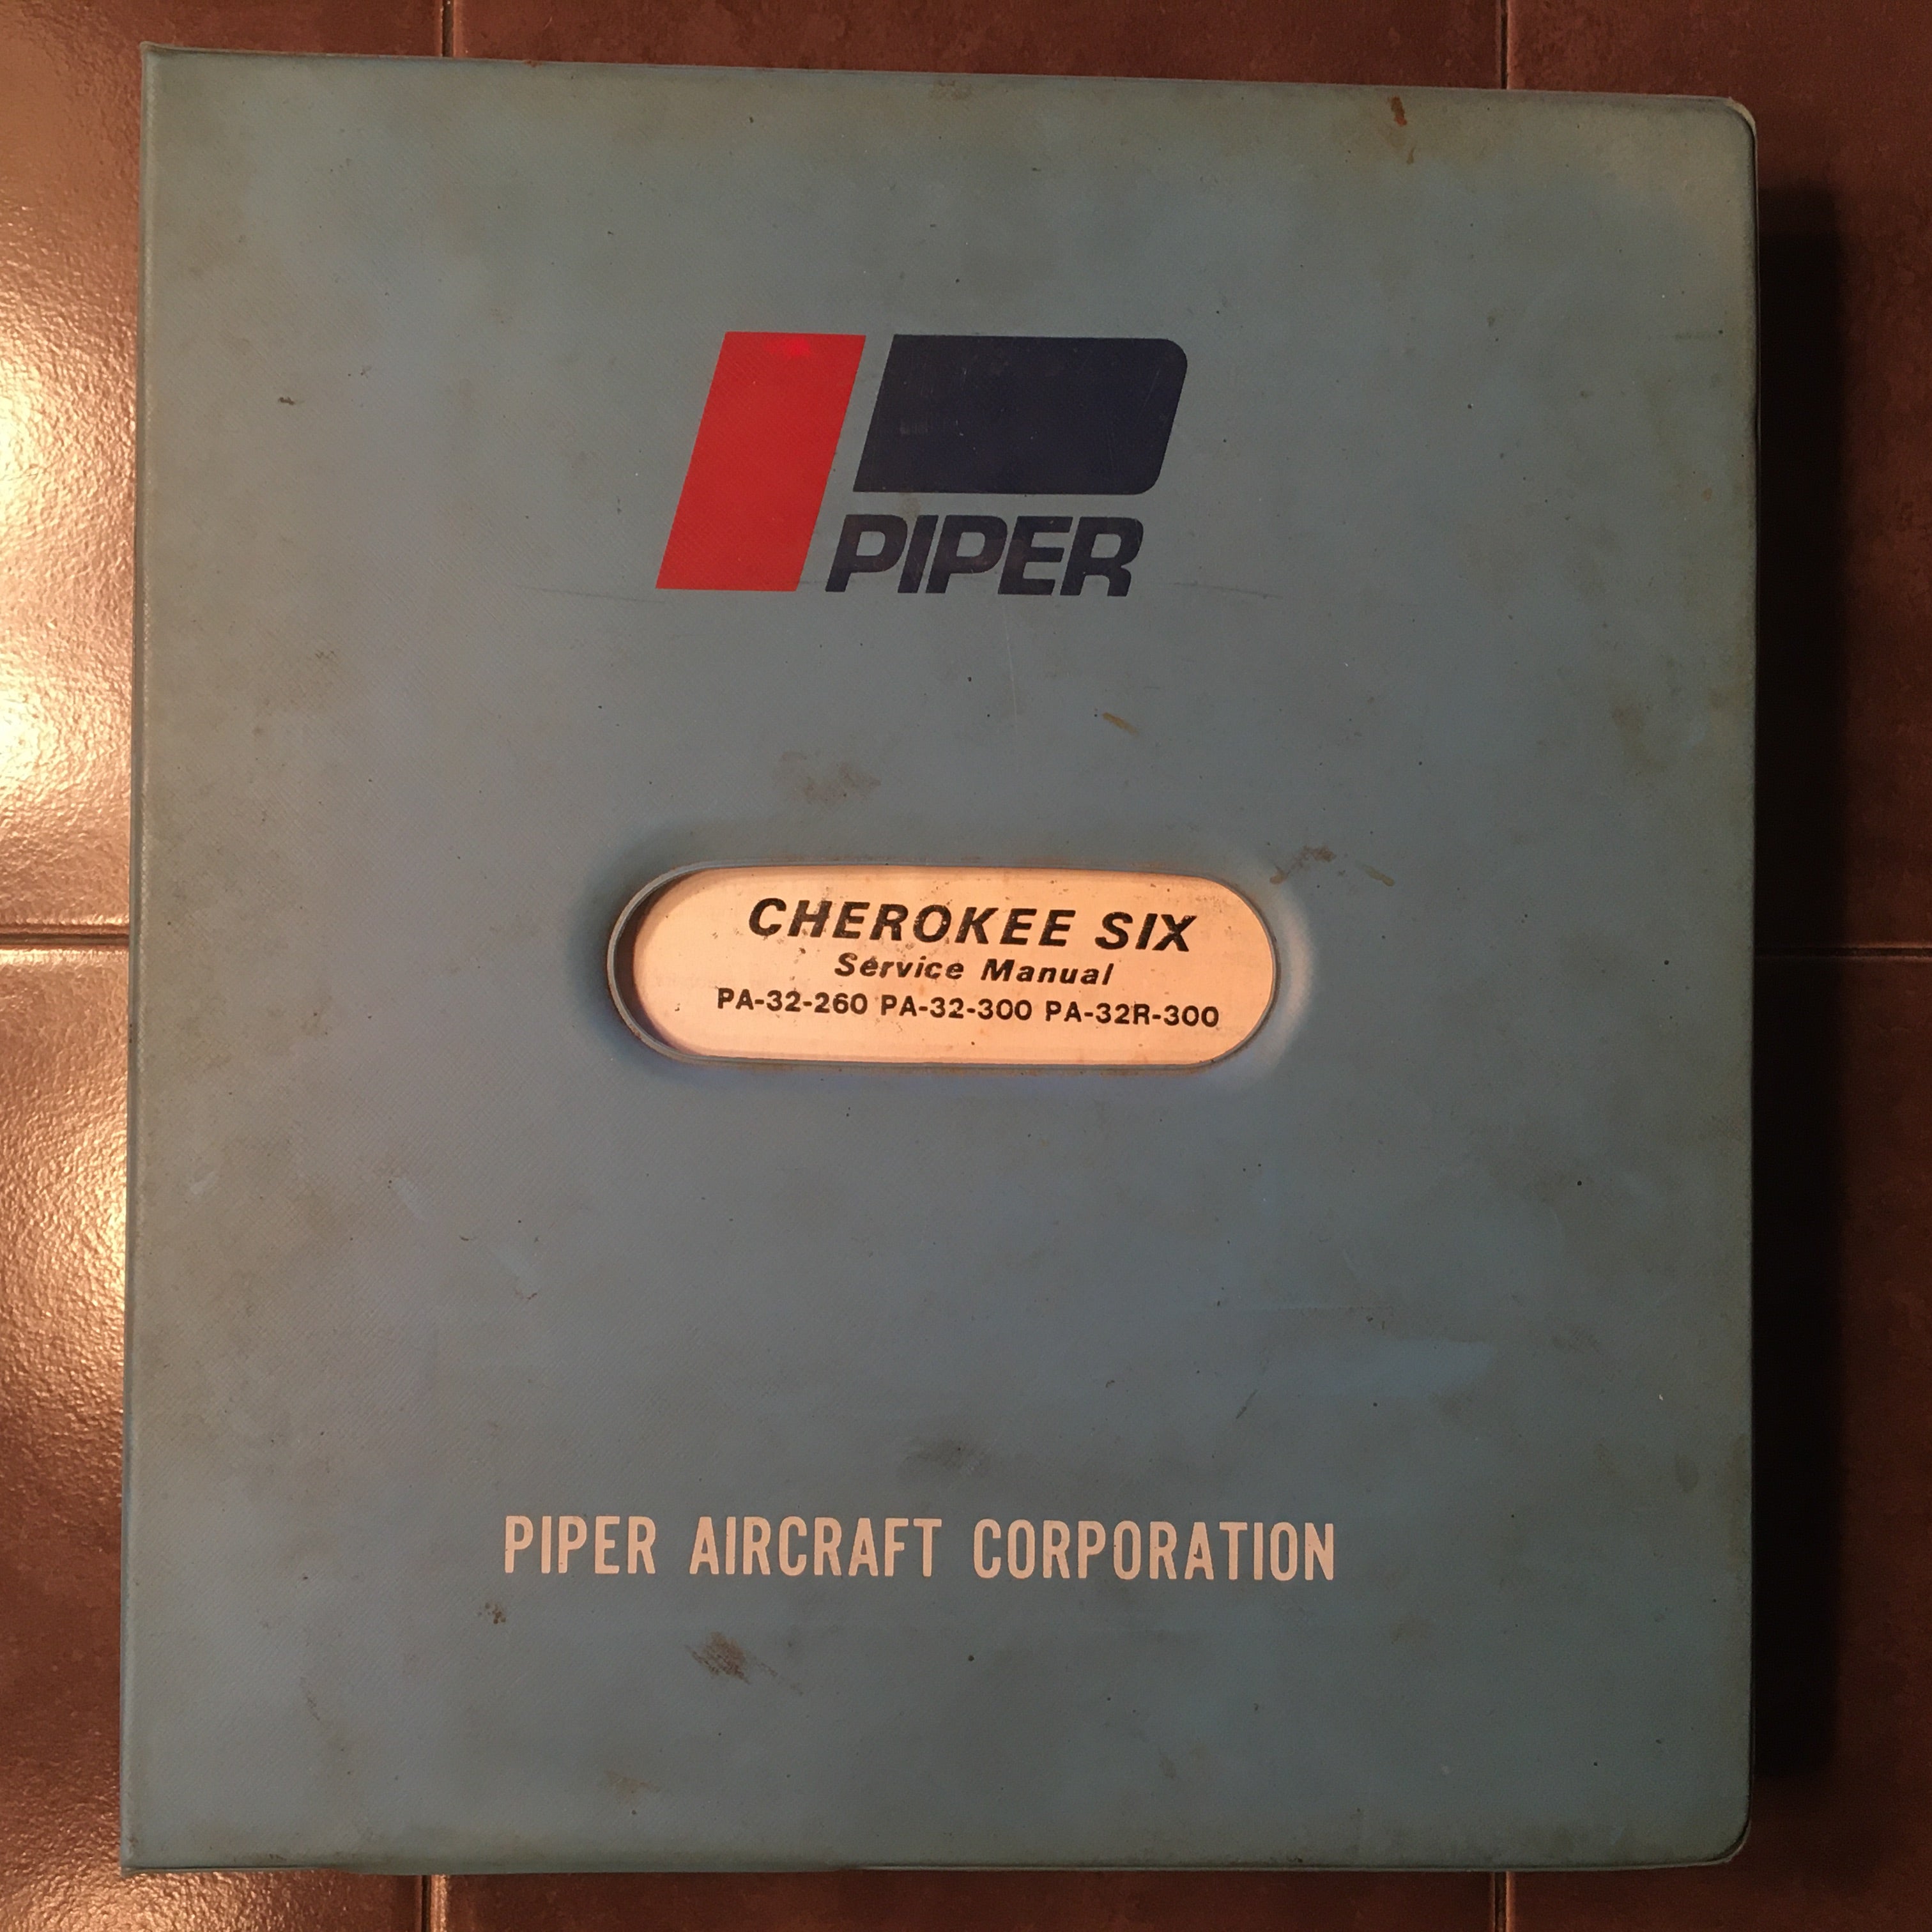 PIPER
CHEROKEE SIX
Service Manual
PA-32-260 PA-32-300 PA-32R-300
PIPER AIRCRAFT CORPORATION